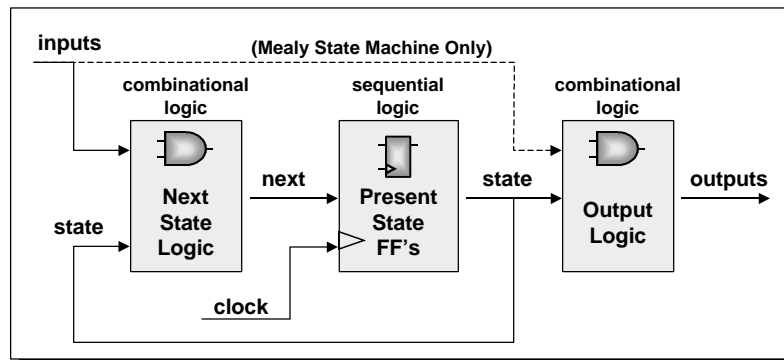 inputs
(Mealy State Machine Only)
combinational
logic
sequential
logic
combinational
logic
next
state
outputs
Next
State
Logic
Present
State
FF's
Output
Logic
state
clock